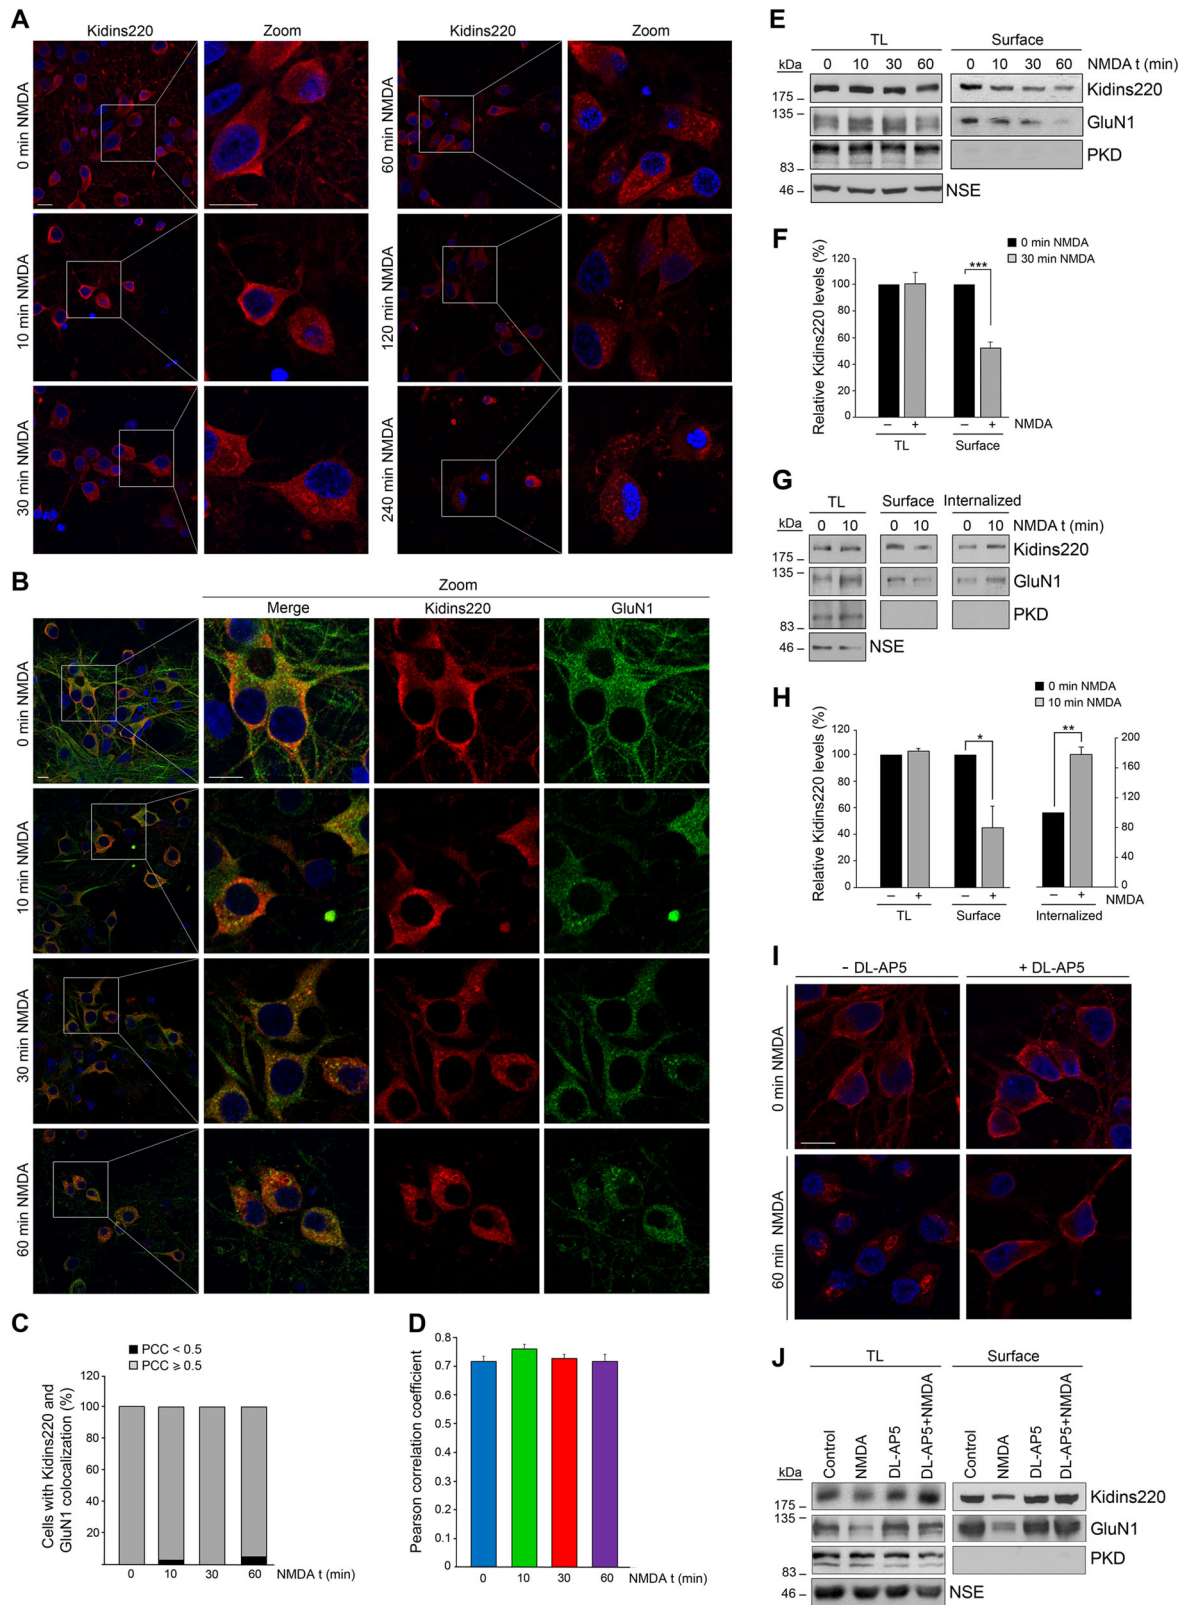 A
Kidins220 Zoom Kidins220 Zoom
0 min NMDA
10 min NMDA
30 min NMDA
60 min NMDA
120 min NMDA
240 min NMDA
B
Zoom
Merge Kidins220 GluN1
0 min NMDA
10 min NMDA
30 min NMDA
60 min NMDA
C
PCC < 0.5
PCC ≥ 0.5
Cells with Kidins220 and
GluN1 colocalization (%)
120
100
80
60
40
20
0 10 30 60 NMDA t (min)
D
Pearson correlation coefficient
0.8
0.7
0.6
0.5
0.4
0.3
0.2
0.1
0
0 10 30 60 NMDA t (min)
E
TL Surface
kDa 0 10 30 60 0 10 30 60 NMDA t (min)
175 – Kidins220
135 – GluN1
83 – PKD
46 – NSE
F
0 min NMDA
30 min NMDA
Relative Kidins220 levels (%)
120
100
80
60
40
20
0
***
– + – + NMDA
TL Surface
G
TL Surface Internalized
kDa 0 10 0 10 0 10 NMDA t (min)
175 – Kidins220
135 – GluN1
83 – PKD
46 – NSE
H
0 min NMDA
10 min NMDA
Relative Kidins220 levels (%)
120
100
80
60
40
20
0
* **
200
160
120
80
40
0
– + – + – + NMDA
TL Surface Internalized
I
– DL-AP5 + DL-AP5
0 min NMDA
60 min NMDA
J
TL Surface
Control NMDA DL-AP5 DL-AP5+NMDA Control NMDA DL-AP5 DL-AP5+NMDA
kDa
175 – Kidins220
135 – GluN1
83 – PKD
46 – NSE